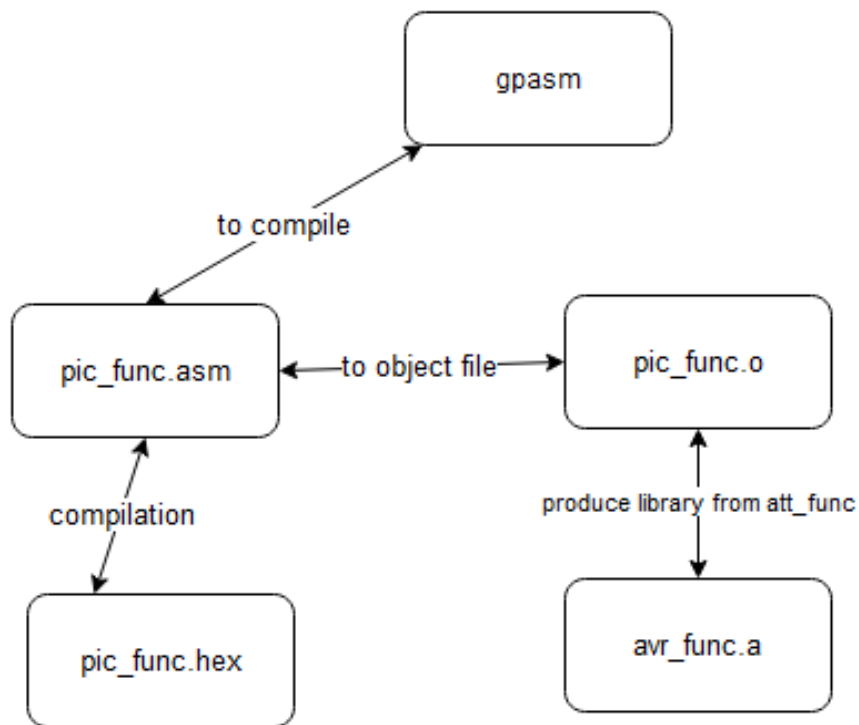 gpasm
to compile
pic_func.asm
to object file
pic_func.o
compilation
produce library from att_func
pic_func.hex
avr_func.a